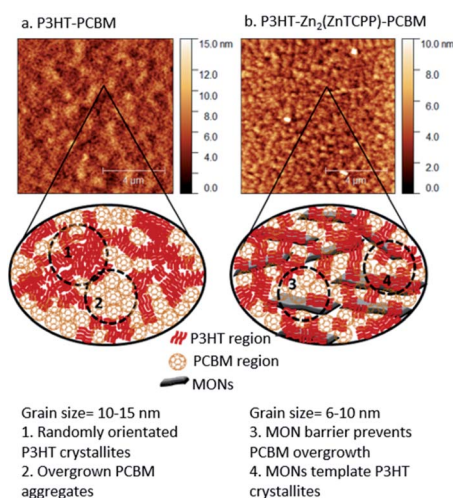 a. P3HT-PCBM
b. P3HT-Zn₂(ZnTCPP)-PCBM
15.0 nm
12.0
10.0
8.0
6.0
4.0
2.0
0.0
4 µm
10.0 nm
8.0
6.0
4.0
2.0
0.0
4 µm
1
2
3
4
P3HT region
PCBM region
MONs
Grain size= 10-15 nm
1. Randomly orientated
P3HT crystallites
2. Overgrown PCBM
aggregates
Grain size= 6-10 nm
3. MON barrier prevents
PCBM overgrowth
4. MONs template P3HT
crystallites